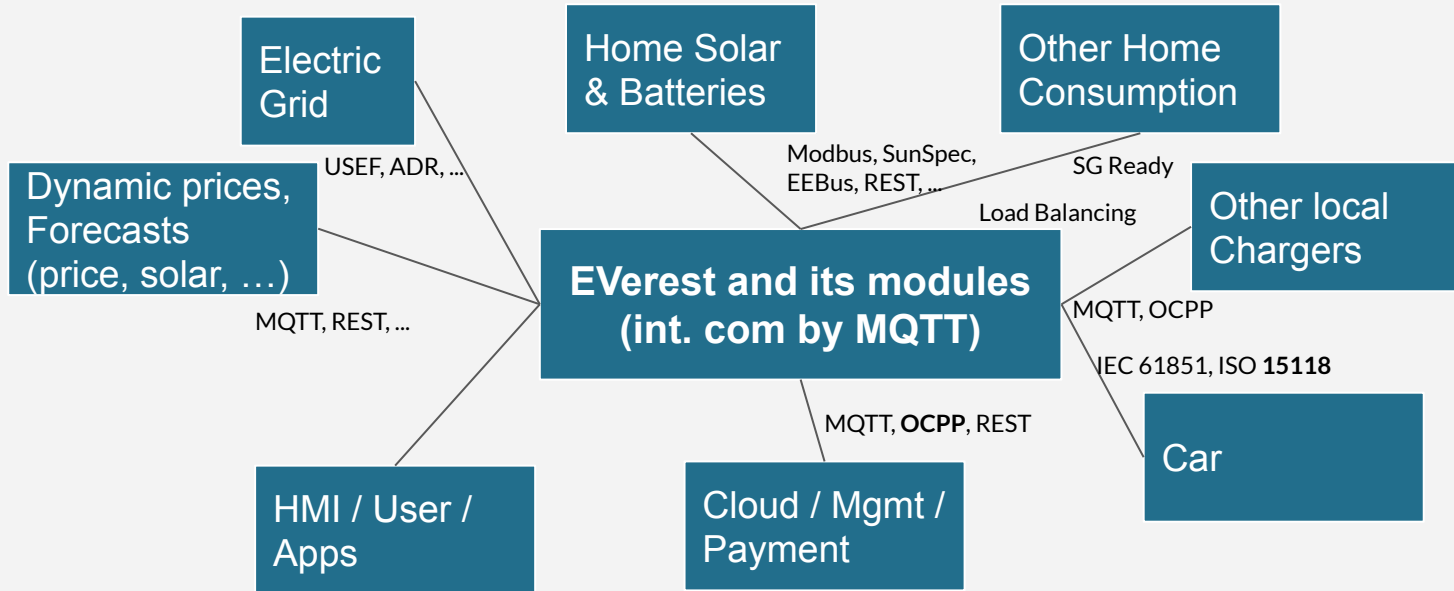 Electric
Grid
Home Solar
& Batteries
Other Home
Consumption
USEF, ADR, ...
Modbus, SunSpec,
EEBus, REST, ...
SG Ready
Dynamic prices,
Forecasts
(price, solar, …)
Load Balancing
Other local
Chargers
EVerest and its modules
(int. com by MQTT)
MQTT, REST, ...
MQTT, OCPP
IEC 61851, ISO 15118
MQTT, OCPP, REST
Car
HMI / User /
Apps
Cloud / Mgmt /
Payment